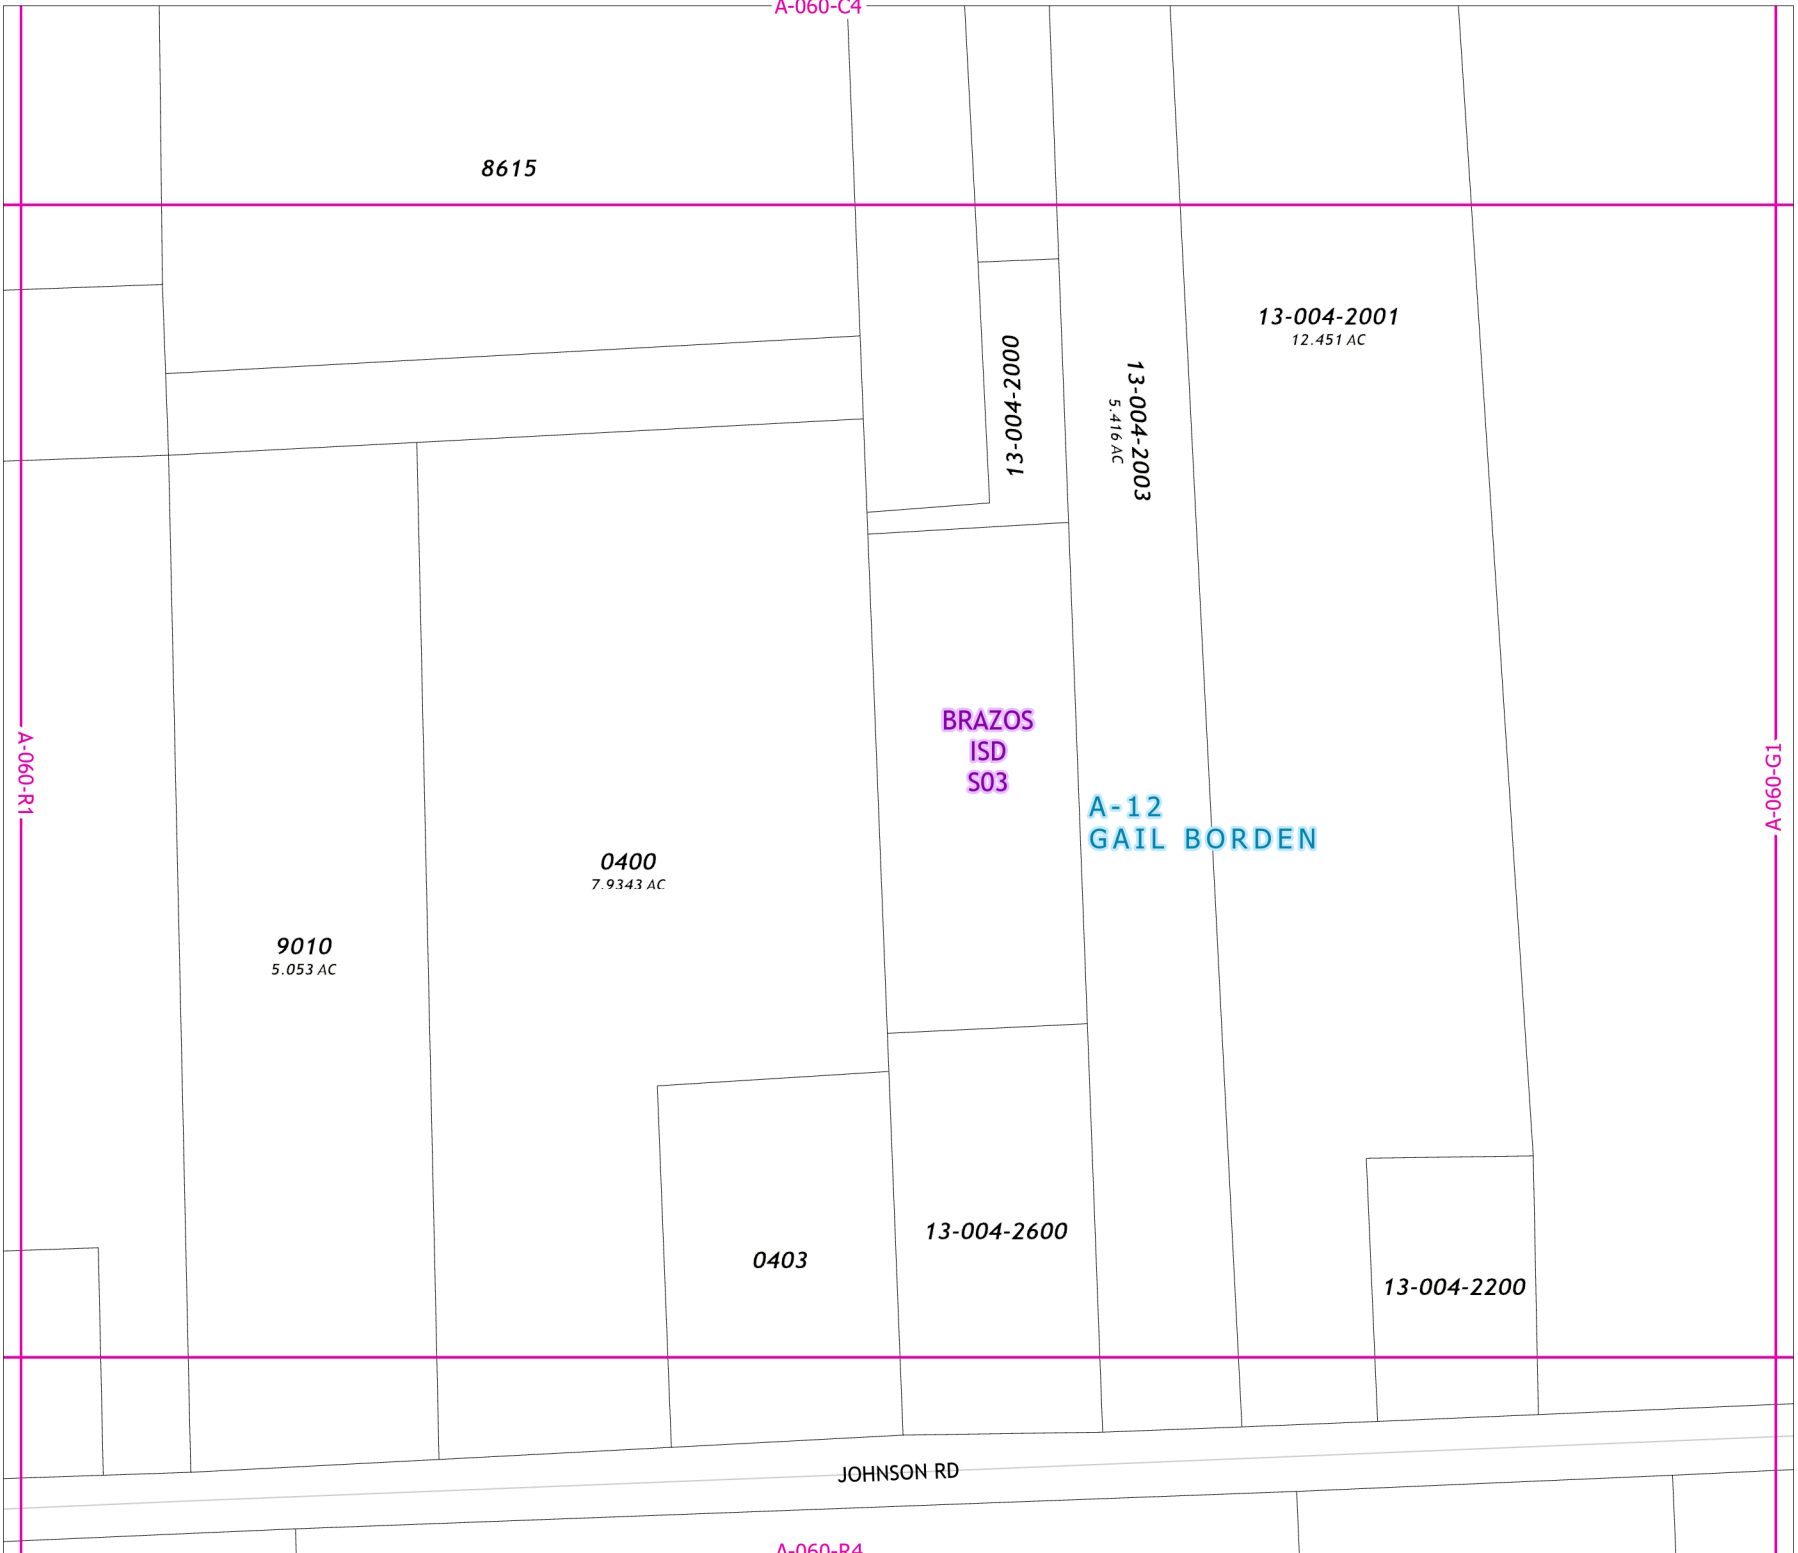 A-060-C4
8615
13-004-2001
12.451 AC
13-004-2000
13-004-2003
5.416 AC
BRAZOS
ISD
S03
A-060-R1
A-060-G1
A-12
GAIL BORDEN
0400
7.9343 AC
9010
5.053 AC
13-004-2600
0403
13-004-2200
JOHNSON RD
A-060-R4